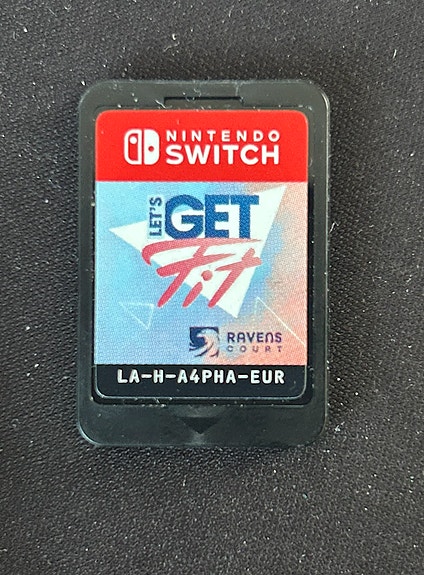 NINTENDO
SWITCH
LET'S
GET
Fit
RAVENS
COURT
LA-H-A4PHA-EUR